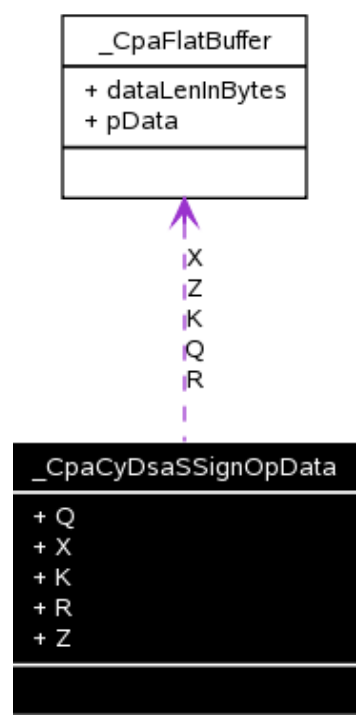 _CpaFlatBuffer
+ dataLenInBytes
+ pData
X
Z
K
Q
R
_CpaCyDsaSSignOpData
+ Q
+ X
+ K
+ R
+ Z